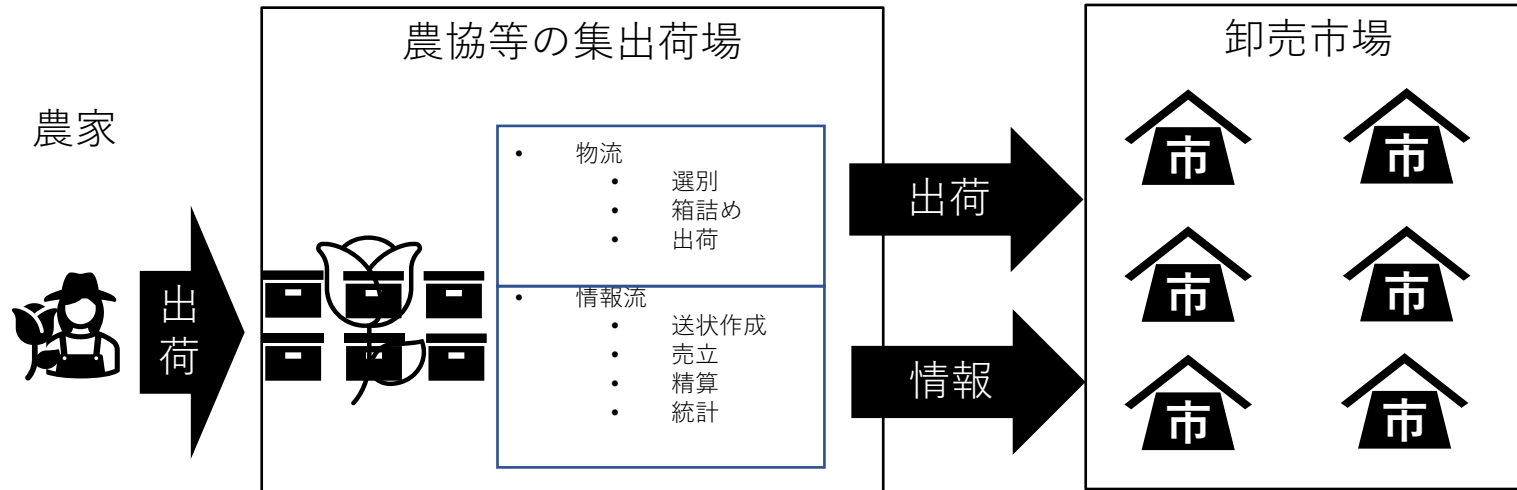 農家
出荷
農協等の集出荷場
• 物流
• 選別
• 箱詰め
• 出荷
• 情報流
• 送状作成
• 売立
• 精算
• 統計
出荷
情報
卸売市場
市
市
市
市
市
市